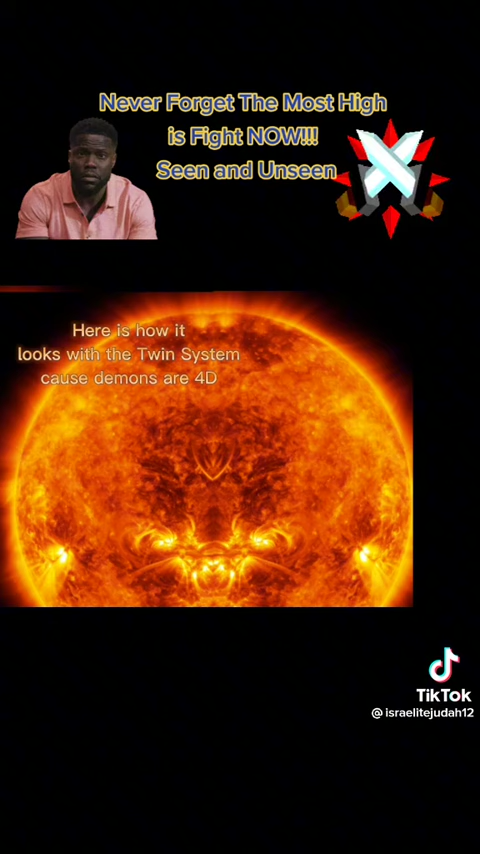 Never Forget The Most High
is Fight NOW!!!
Seen and Unseen
Here is how it
looks with the Twin System
cause demons are 4D
TikTok
@israelitejudah12